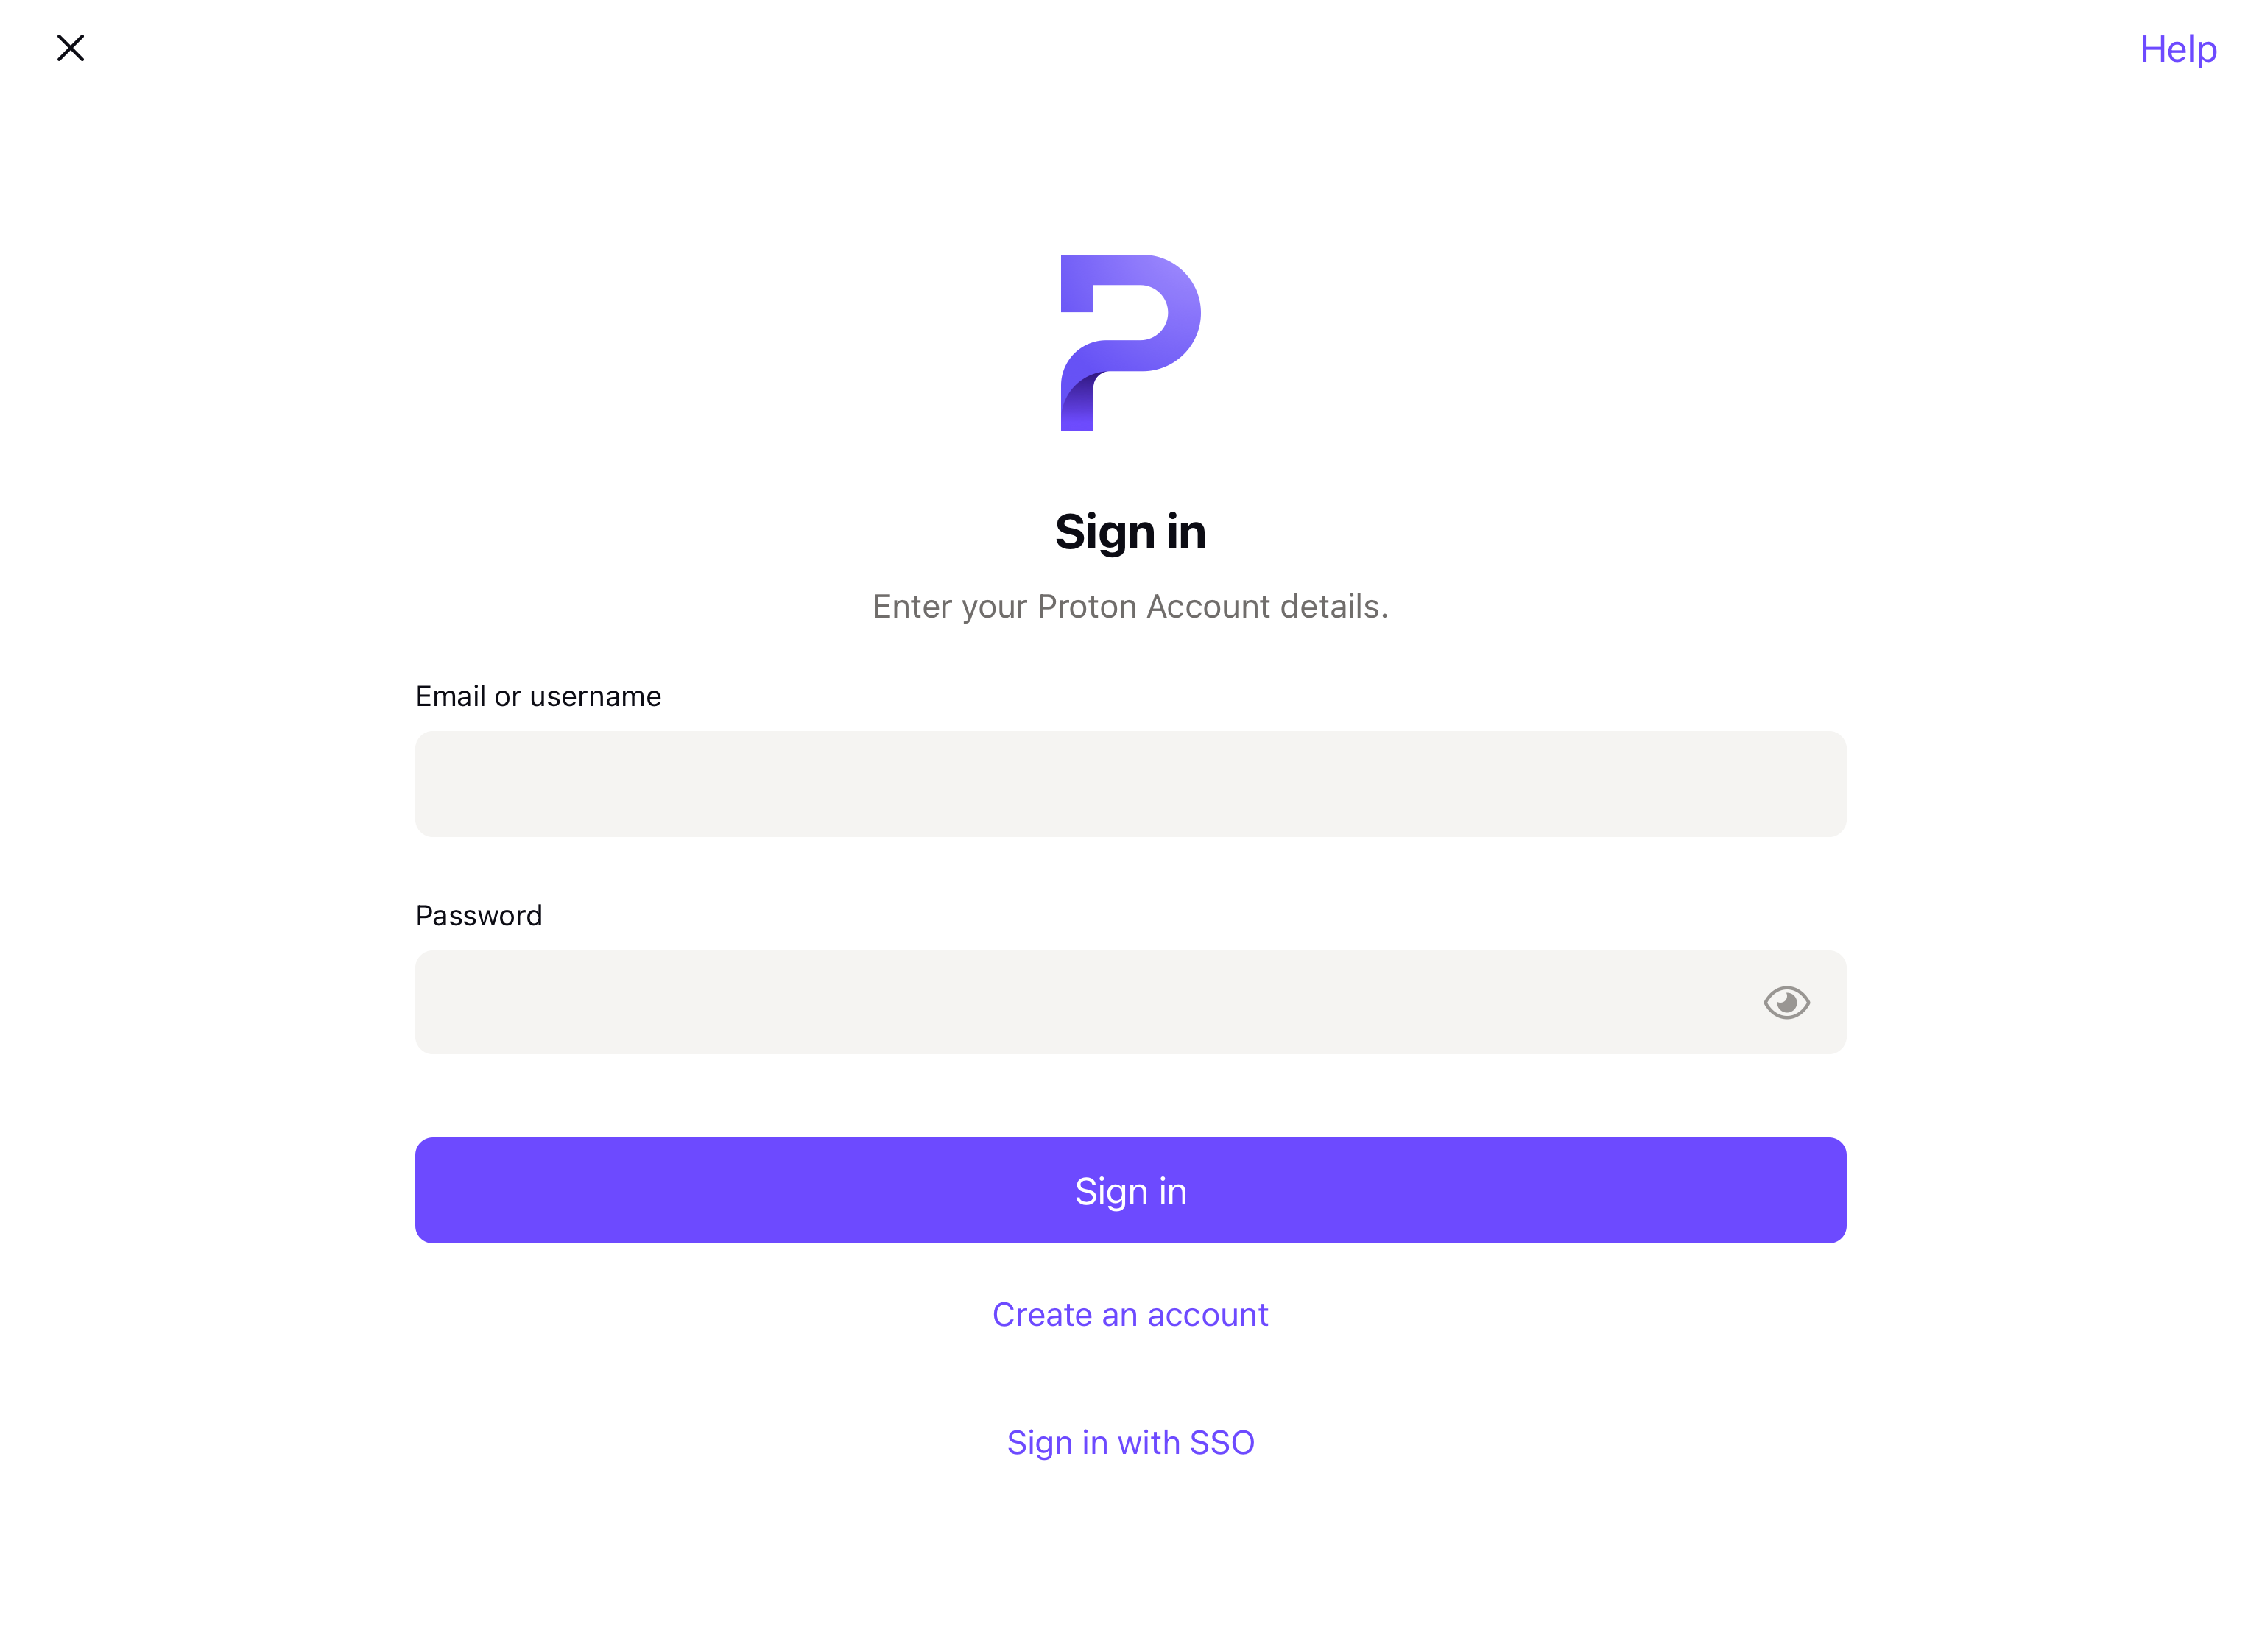 Help
Sign in
Enter your Proton Account details.
Email or username
Password
Sign in
Create an account
Sign in with SSO